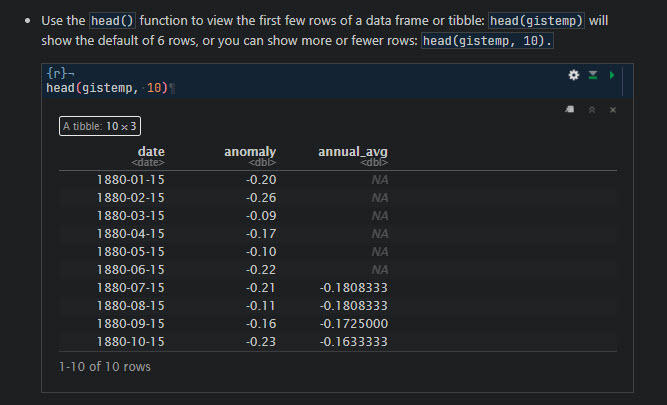 • Use the head() function to view the first few rows of a data frame or tibble: head(gistemp) will
show the default of 6 rows, or you can show more or fewer rows: head(gistemp, 10).
{r}¬
head(gistemp,·10)¶
A tibble: 10 × 3
date anomaly annual_avg
<date> <dbl> <dbl>
1880-01-15 -0.20 NA
1880-02-15 -0.26 NA
1880-03-15 -0.09 NA
1880-04-15 -0.17 NA
1880-05-15 -0.10 NA
1880-06-15 -0.22 NA
1880-07-15 -0.21 -0.1808333
1880-08-15 -0.11 -0.1808333
1880-09-15 -0.16 -0.1725000
1880-10-15 -0.23 -0.1633333
1-10 of 10 rows